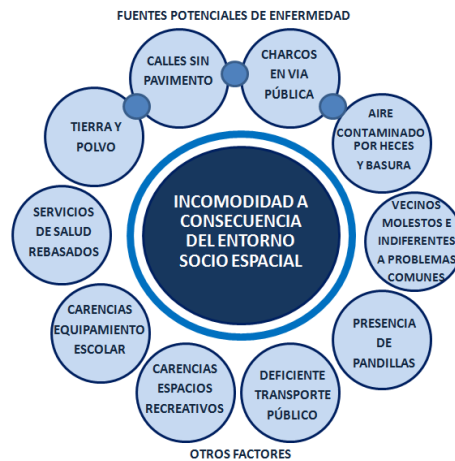 FUENTES POTENCIALES DE ENFERMEDAD
CALLES SIN
PAVIMENTO
CHARCOS
EN VIA
PÚBLICA
TIERRA Y
POLVO
AIRE
CONTAMINADO
POR HECES
Y BASURA
INCOMODIDAD A
CONSECUENCIA
DEL ENTORNO
SOCIO ESPACIAL
SERVICIOS
DE SALUD
REBASADOS
VECINOS
MOLESTOS E
INDIFERENTES
A PROBLEMAS
COMUNES
CARENCIAS
EQUIPAMIENTO
ESCOLAR
PRESENCIA
DE
PANDILLAS
CARENCIAS
ESPACIOS
RECREATIVOS
DEFICIENTE
TRANSPORTE
PÚBLICO
OTROS FACTORES